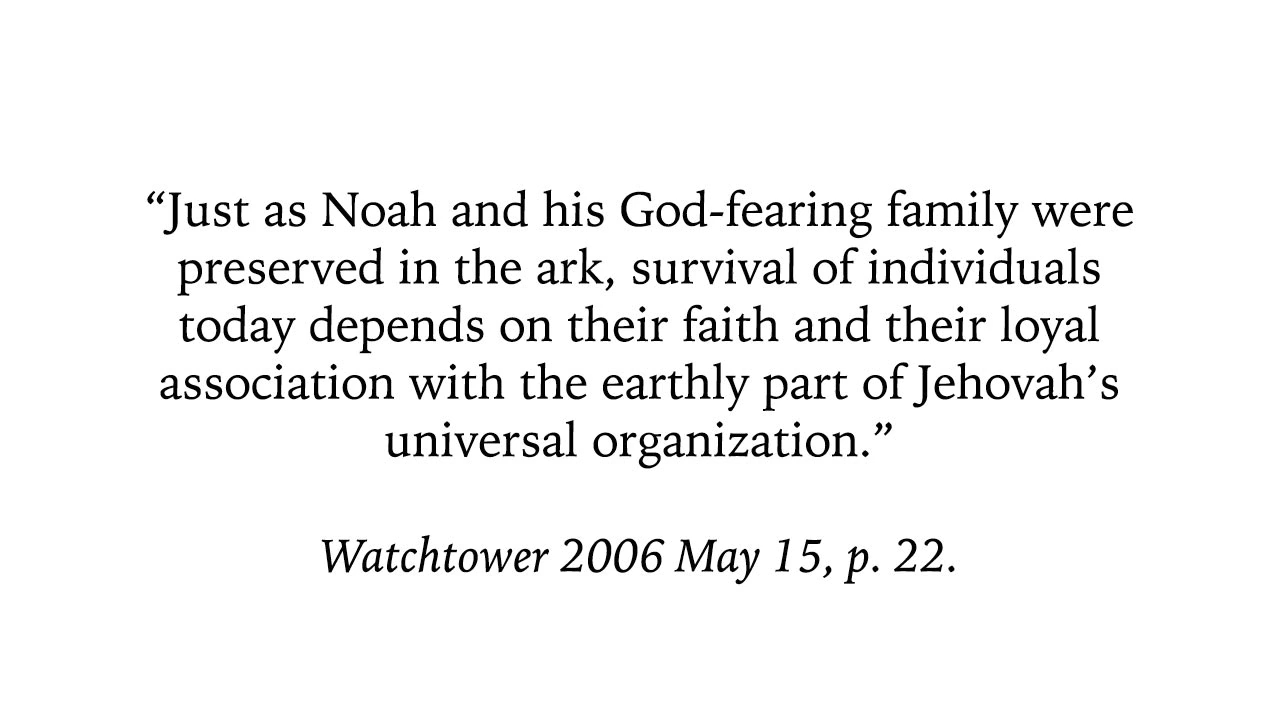 “Just as Noah and his God-fearing family were
preserved in the ark, survival of individuals
today depends on their faith and their loyal
association with the earthly part of Jehovah’s
universal organization.”
Watchtower 2006 May 15, p. 22.